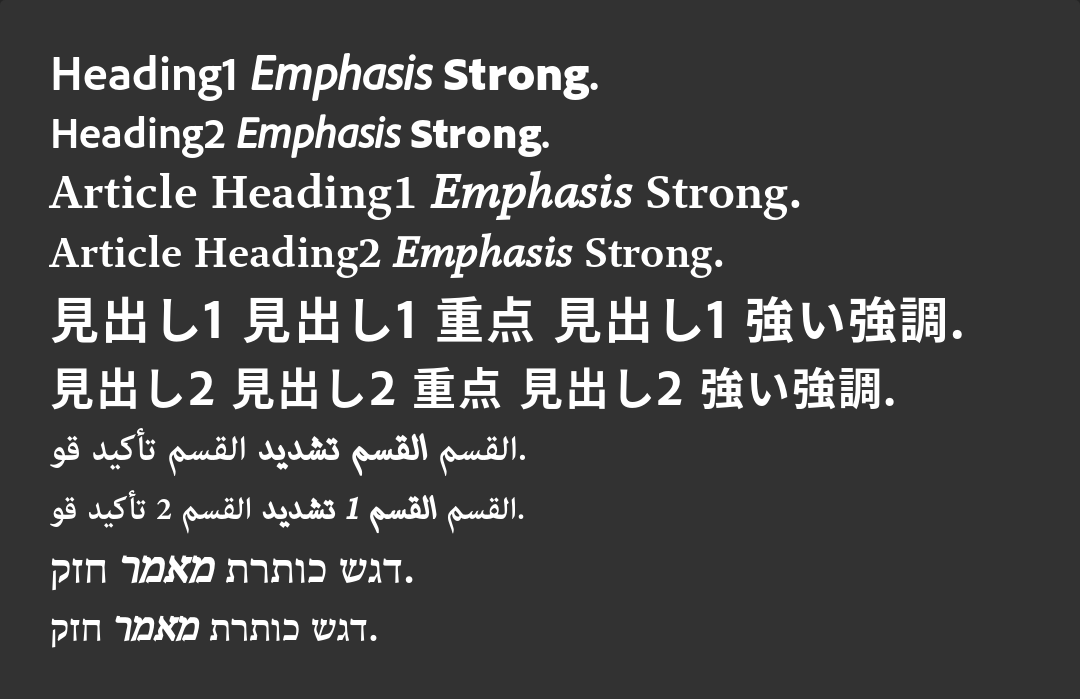 Heading1 Emphasis Strong.
Heading2 Emphasis Strong.
Article Heading1 Emphasis Strong.
Article Heading2 Emphasis Strong.
見出し1 見出し1 重点 見出し1 強い強調.
見出し2 見出し2 重点 見出し2 強い強調.
القسم القسم تشديد القسم تأكيد قو.
القسم القسم 1 تشديد القسم 2 تأكيد قو.
דגש כותרת מאמר חזק.
דגש כותרת מאמר חזק.